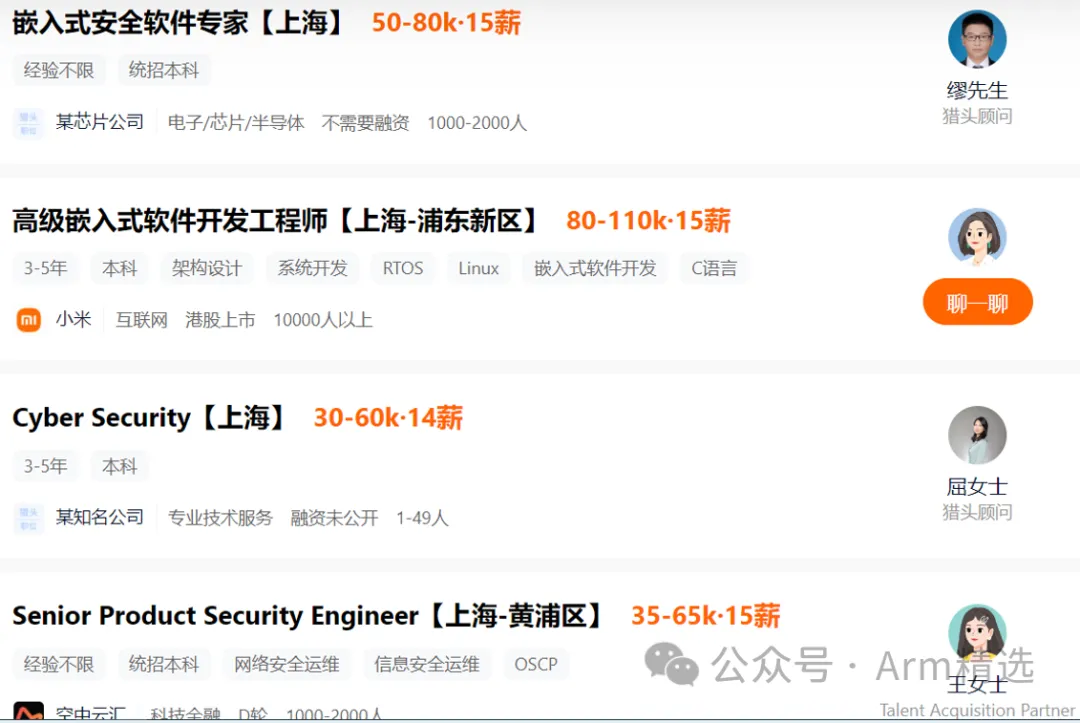 嵌入式安全软件专家【上海】 50-80k·15薪
经验不限 统招本科
缪先生
猎头顾问
猎头职位 某芯片公司 电子/芯片/半导体 不需要融资 1000-2000人
高级嵌入式软件开发工程师【上海-浦东新区】 80-110k·15薪
3-5年 本科 架构设计 系统开发 RTOS Linux 嵌入式软件开发 C语言
聊一聊
小米 互联网 港股上市 10000人以上
Cyber Security【上海】 30-60k·14薪
3-5年 本科
屈女士
猎头顾问
猎头职位 某知名公司 专业技术服务 融资未公开 1-49人
Senior Product Security Engineer【上海-黄浦区】 35-65k·15薪
经验不限 统招本科 网络安全运维 信息安全运维 OSCP
公众号 · Arm精选
王女士
空中云汇 科技金融 D轮 1000-2000人
Talent Acquisition Partner